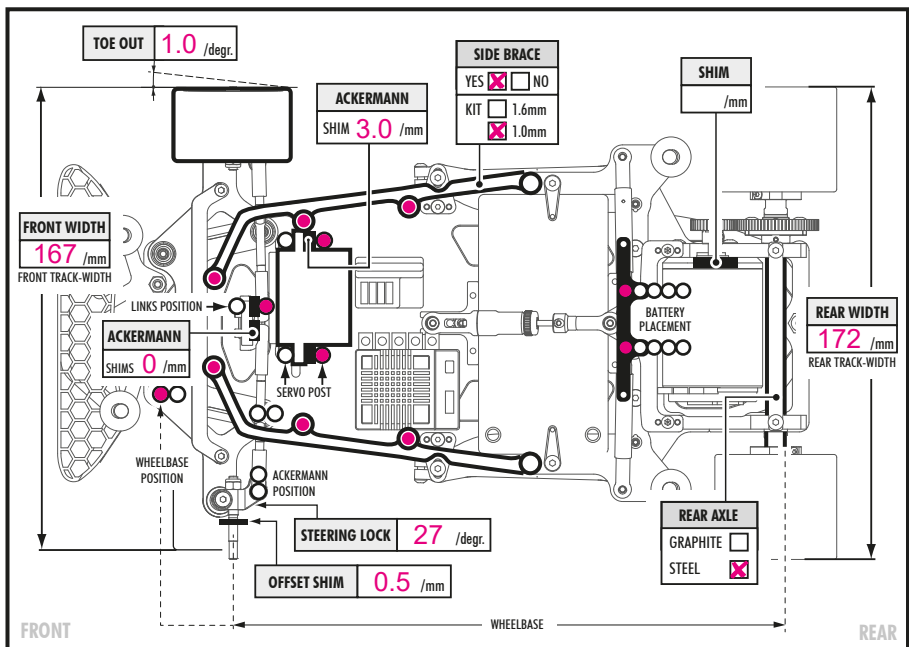 TOE OUT 1.0 /degr.
SIDE BRACE
YES NO
KIT 1.6mm
1.0mm
SHIM
/mm
ACKERMANN
SHIM 3.0 /mm
FRONT WIDTH
167 /mm
FRONT TRACK-WIDTH
LINKS POSITION
ACKERMANN
SHIMS 0 /mm
SERVO POST
BATTERY
PLACEMENT
REAR WIDTH
172 /mm
REAR TRACK-WIDTH
WHEELBASE
POSITION
ACKERMANN
POSITION
STEERING LOCK 27 /degr.
OFFSET SHIM 0.5 /mm
REAR AXLE
GRAPHITE
STEEL
WHEELBASE
FRONT
REAR